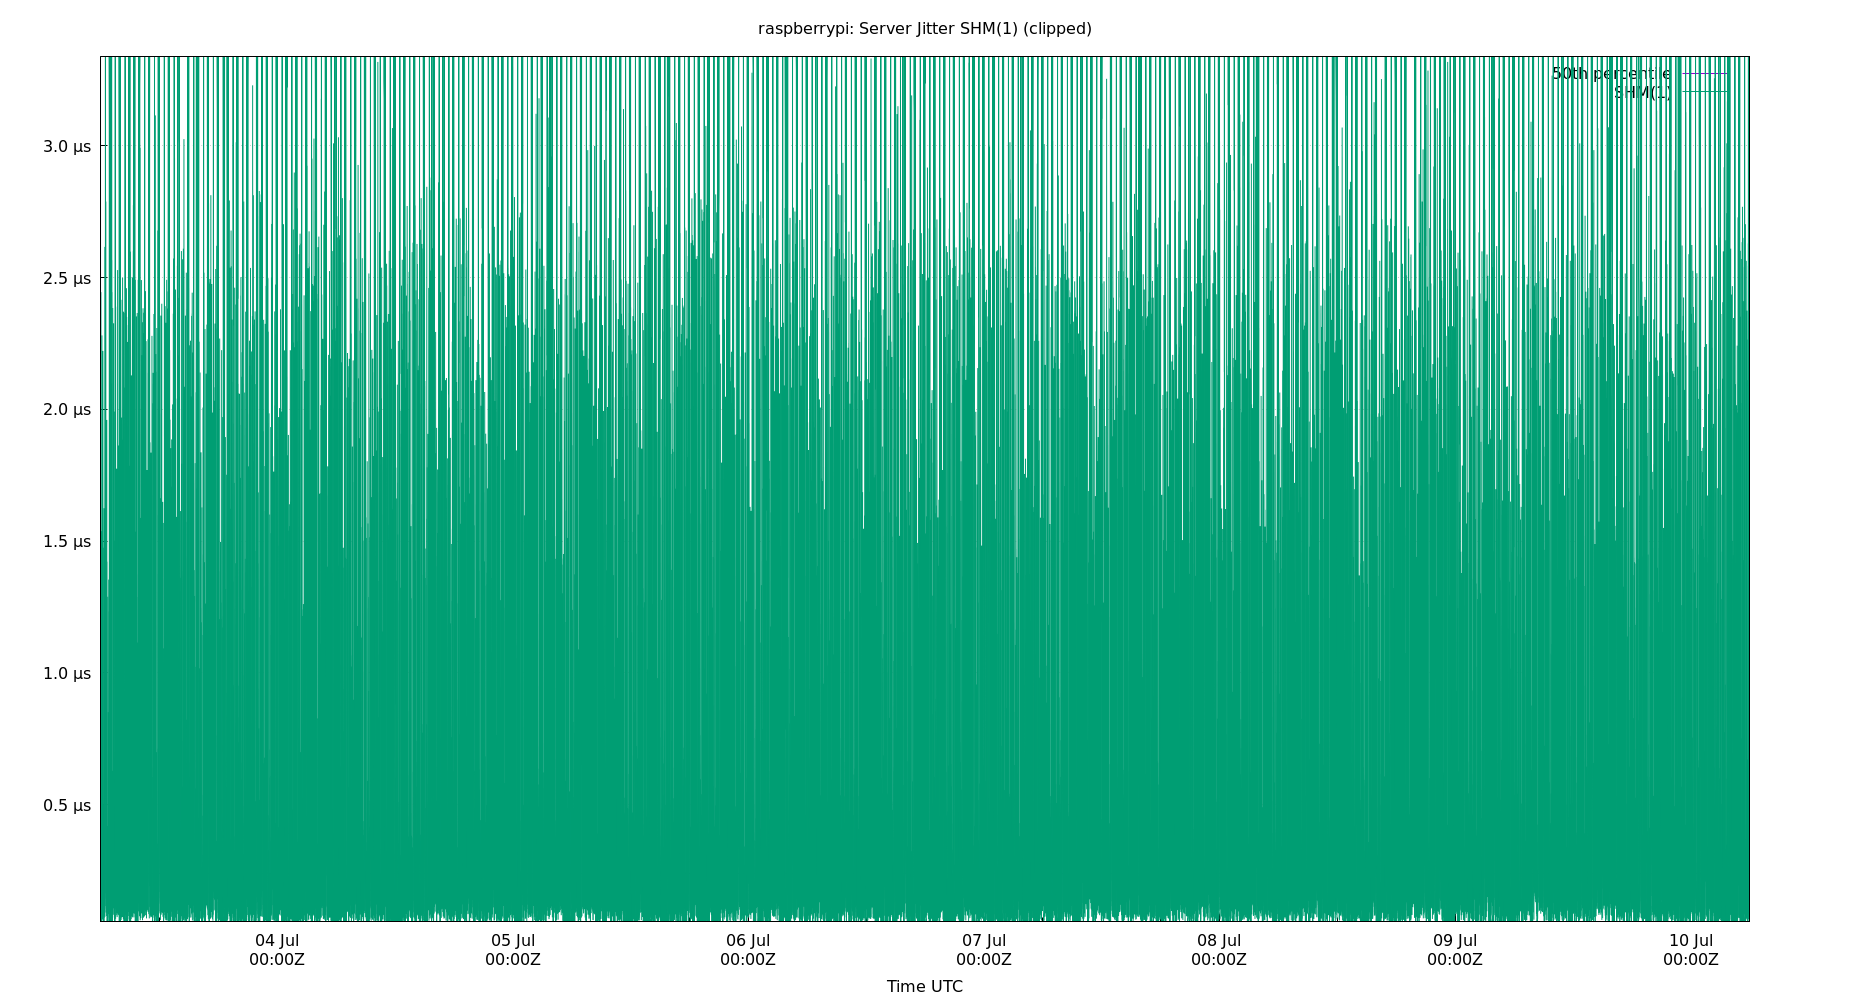 raspberrypi: Server Jitter SHM(1) (clipped)
50th percentile
SHM(1)
3.0 µs
2.5 µs
2.0 µs
1.5 µs
1.0 µs
0.5 µs
04 Jul 05 Jul 06 Jul 07 Jul 08 Jul 09 Jul 10 Jul
00:00Z 00:00Z 00:00Z 00:00Z 00:00Z 00:00Z 00:00Z
Time UTC